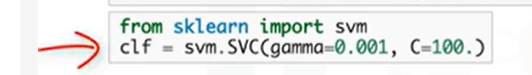 from sklearn import svm
clf = svm.SVC(gamma=0.001, C=100.)